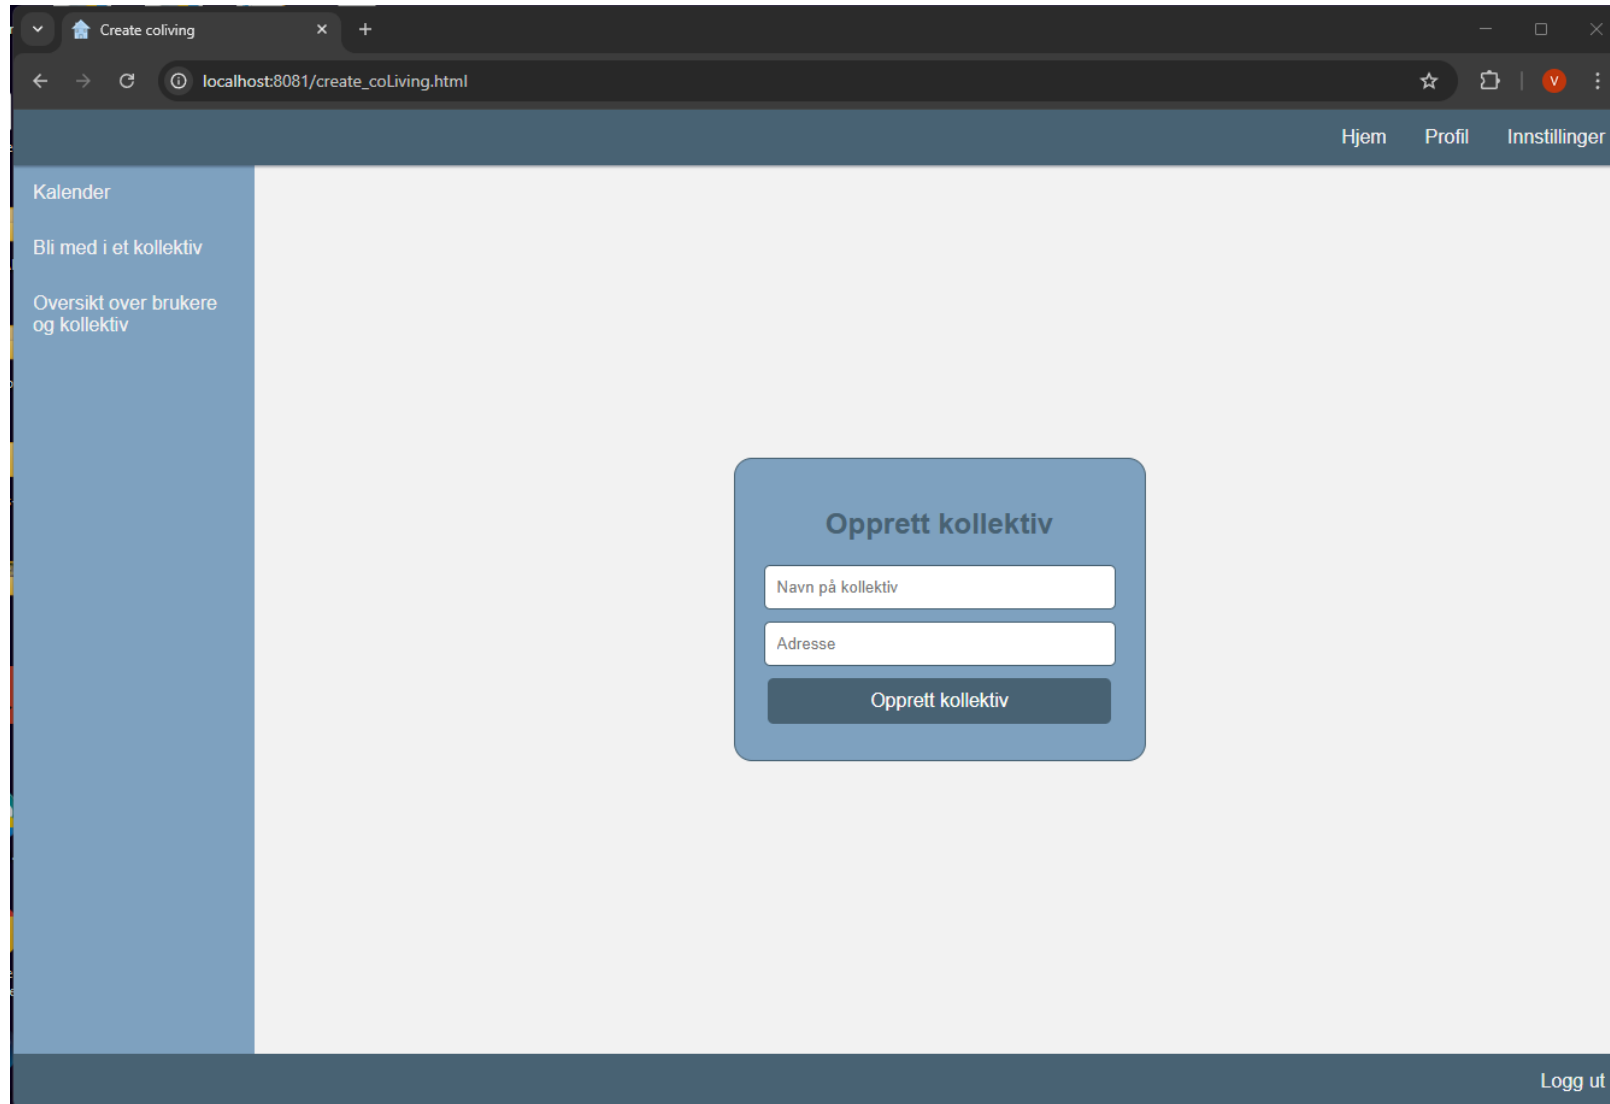 Create coliving
localhost:8081/create_coLiving.html
V
Hjem Profil Innstillinger
Kalender
Bli med i et kollektiv
Oversikt over brukere
og kollektiv
Opprett kollektiv
Navn på kollektiv
Adresse
Opprett kollektiv
Logg ut